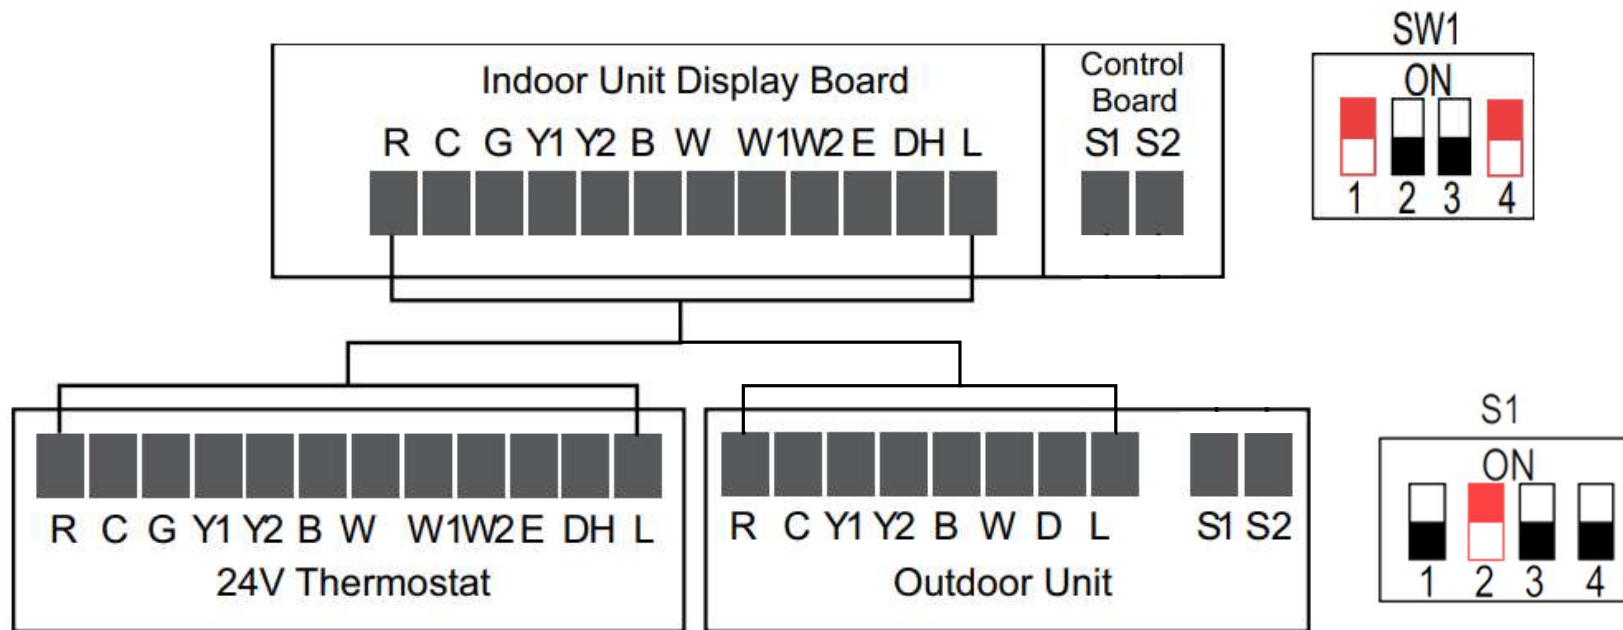 SW1
ON
1 2 3 4
Indoor Unit Display Board
R C G Y1 Y2 B W W1 W2 E DH L
Control
Board
S1 S2
R C G Y1 Y2 B W W1 W2 E DH L
24V Thermostat
R C Y1 Y2 B W D L
S1 S2
Outdoor Unit
S1
ON
1 2 3 4